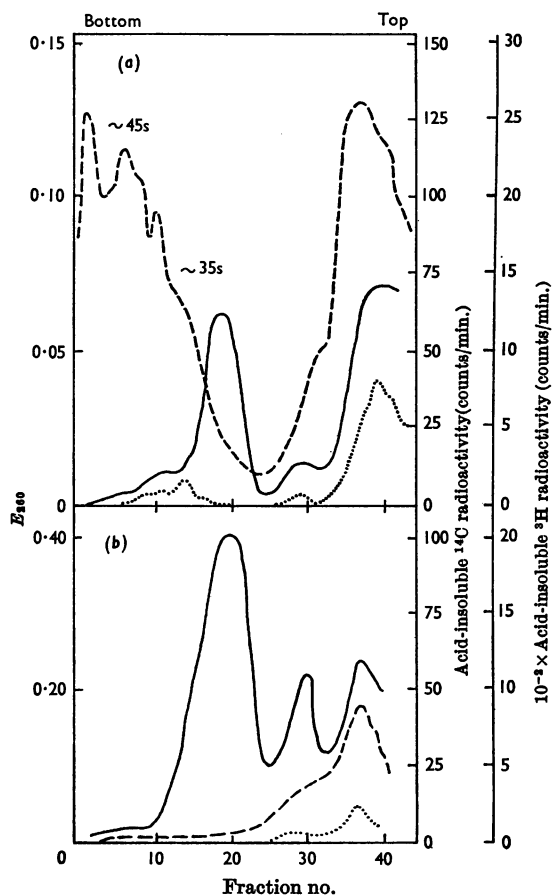 Bottom Top
0·15 150 30
(a)
~45s
125 25
0·10 100 20
~35s
75 15
0·05 50 10
25 5
0 0 0
E260
(b)
0·40 100 20
75 15
0·20 50 10
25 5
0 0
0 10 20 30 40
Fraction no.
Acid-insoluble 14C radioactivity (counts/min.)
10-2 × Acid-insoluble 3H radioactivity (counts/min.)